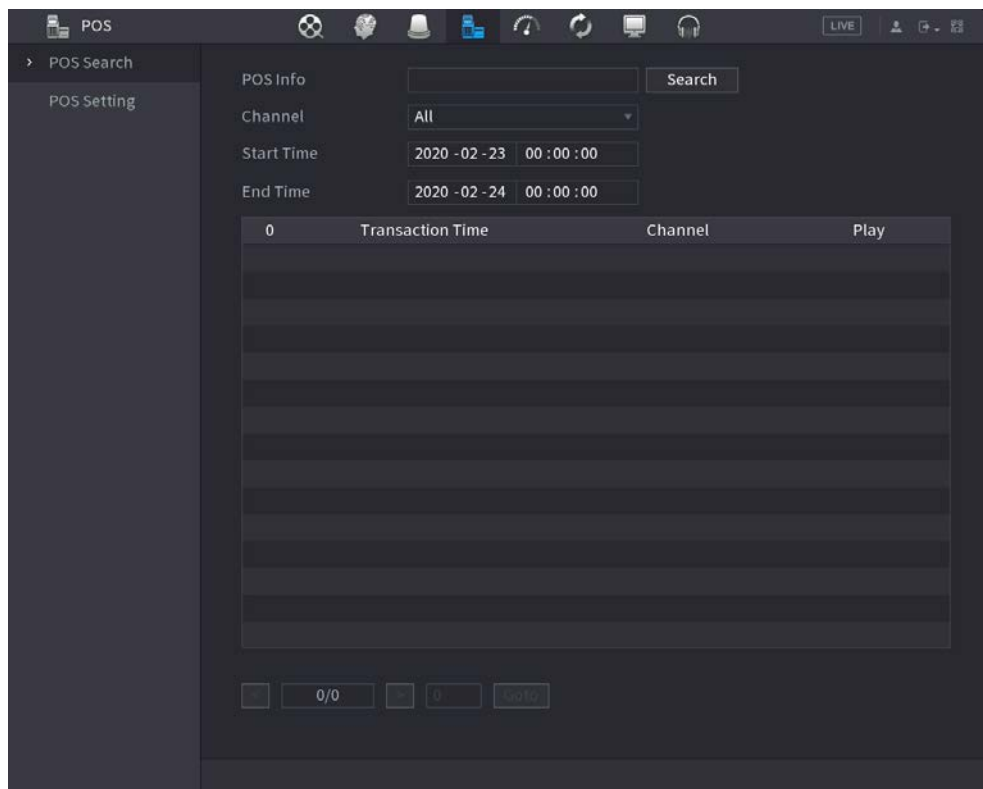 POS
LIVE
POS Search
POS Setting
POS Info
Search
Channel
All
Start Time
2020 -02 -23 00 : 00 : 00
End Time
2020 -02 -24 00 : 00 : 00
0 Transaction Time Channel Play
< 0/0 > 0 Goto